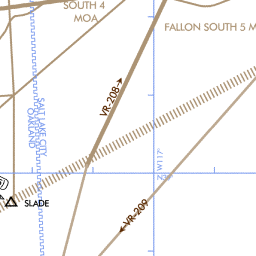 SOUTH 4
MOA
FALLON SOUTH 5 M
VR-208
SALT LAKE CITY
OAKLAND
W117°
N39°
SLADE
VR-209